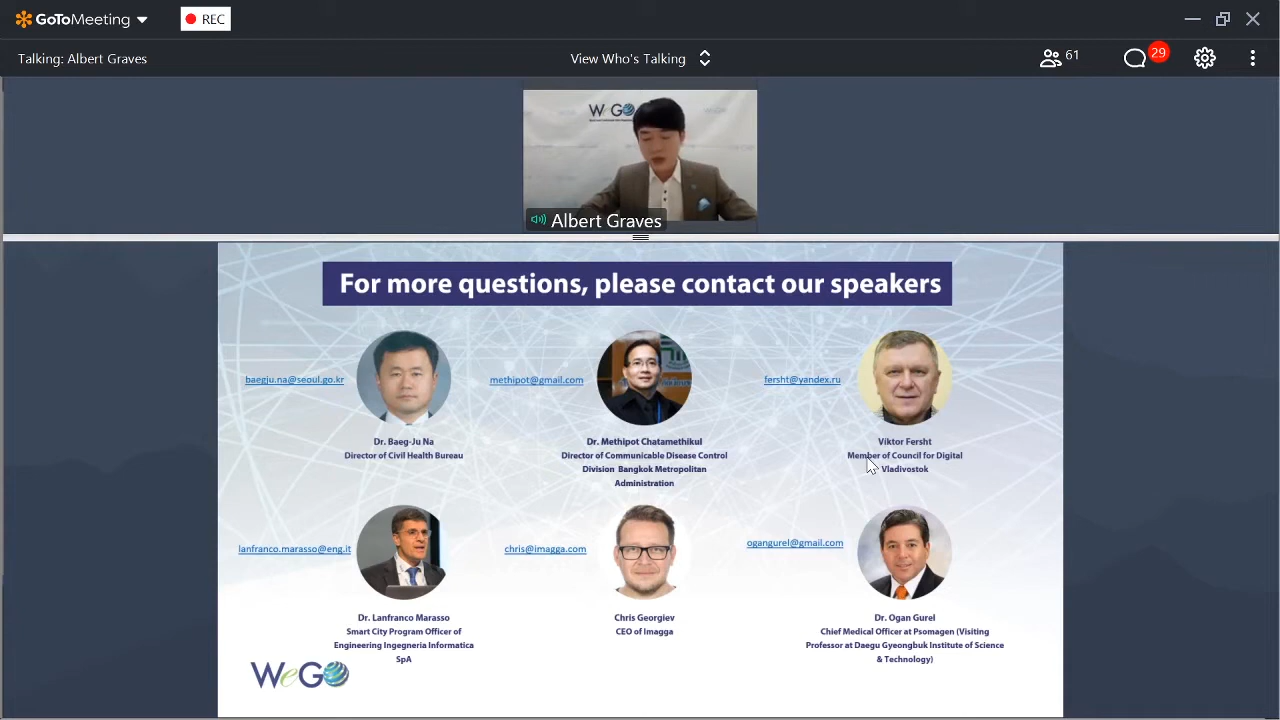 GoToMeeting
REC
Talking: Albert Graves
View Who's Talking
61
29
WeGO
Albert Graves
For more questions, please contact our speakers
baegju.na@seoul.go.kr
Dr. Baeg-Ju Na
Director of Civil Health Bureau
methipot@gmail.com
Dr. Methipot Chatamethikul
Director of Communicable Disease Control
Division Bangkok Metropolitan
Administration
fersht@yandex.ru
Viktor Fersht
Member of Council for Digital
Vladivostok
lanfranco.marasso@eng.it
Dr. Lanfranco Marasso
Smart City Program Officer of
Engineering Ingegneria Informatica
SpA
chris@imagga.com
Chris Georgiev
CEO of Imagga
ogangurel@gmail.com
Dr. Ogan Gurel
Chief Medical Officer at Psomagen (Visiting
Professor at Daegu Gyeongbuk Institute of Science
& Technology)
WeGO